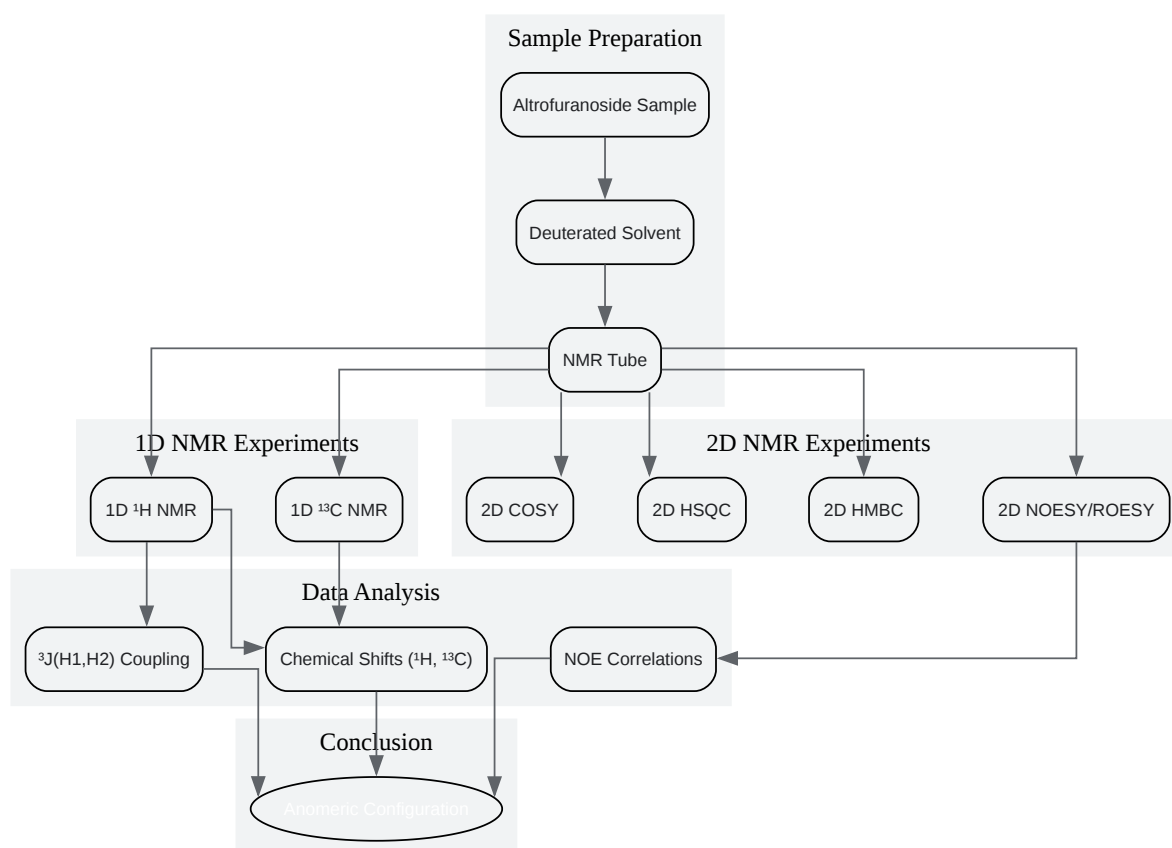 Sample Preparation
Altrofuranoside Sample
Deuterated Solvent
NMR Tube
1D NMR Experiments
2D NMR Experiments
1D ¹H NMR
1D ¹³C NMR
2D COSY
2D HSQC
2D HMBC
2D NOESY/ROESY
Data Analysis
³J(H1,H2) Coupling
Chemical Shifts (¹H, ¹³C)
NOE Correlations
Conclusion
Anomeric Configuration